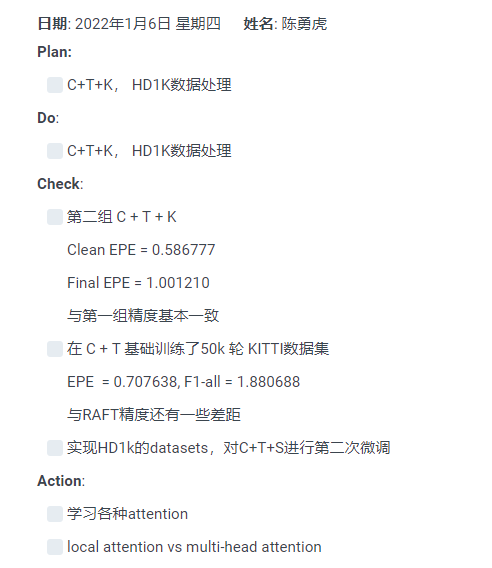 日期: 2022年1月6日 星期四 姓名: 陈勇虎
Plan:
C+T+K， HD1K数据处理
Do:
C+T+K， HD1K数据处理
Check:
第二组 C + T + K
Clean EPE = 0.586777
Final EPE = 1.001210
与第一组精度基本一致
在 C + T 基础训练了50k 轮 KITTI数据集
EPE = 0.707638, F1-all = 1.880688
与RAFT精度还有一些差距
实现HD1k的datasets，对C+T+S进行第二次微调
Action:
学习各种attention
local attention vs multi-head attention